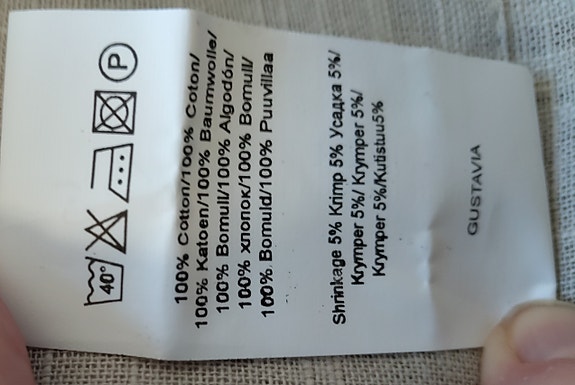 40°
P
100% Cotton/100% Coton/
100% Katoen/100% Baumwolle/
100% Bomull/100% Algodón/
100% хлопок/100% Bomull/
100% Bomuld/100% Puuvillaa
Shrinkage 5% Krimp 5% Усадка 5%/
Krymper 5%/ Krymper 5%/
Krymper 5%/Kutistuu5%
GUSTAVIA